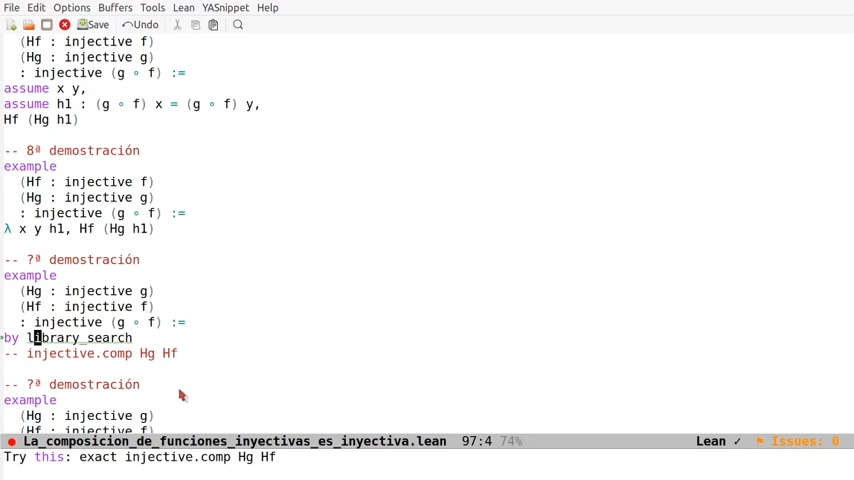 File Edit Options Buffers Tools Lean YASnippet Help
Save Undo
(Hf : injective f)
(Hg : injective g)
: injective (g ∘ f) :=
assume x y,
assume h1 : (g ∘ f) x = (g ∘ f) y,
Hf (Hg h1)
-- 8ª demostración
example
(Hf : injective f)
(Hg : injective g)
: injective (g ∘ f) :=
λ x y h1, Hf (Hg h1)
-- ?ª demostración
example
(Hg : injective g)
(Hf : injective f)
: injective (g ∘ f) :=
by library_search
-- injective.comp Hg Hf
-- ?ª demostración
example
(Hg : injective g)
(Hf : injective f)
La_composicion_de_funciones_inyectivas_es_inyectiva.lean 97:4 74% Lean ✓ Issues: 0
Try this: exact injective.comp Hg Hf